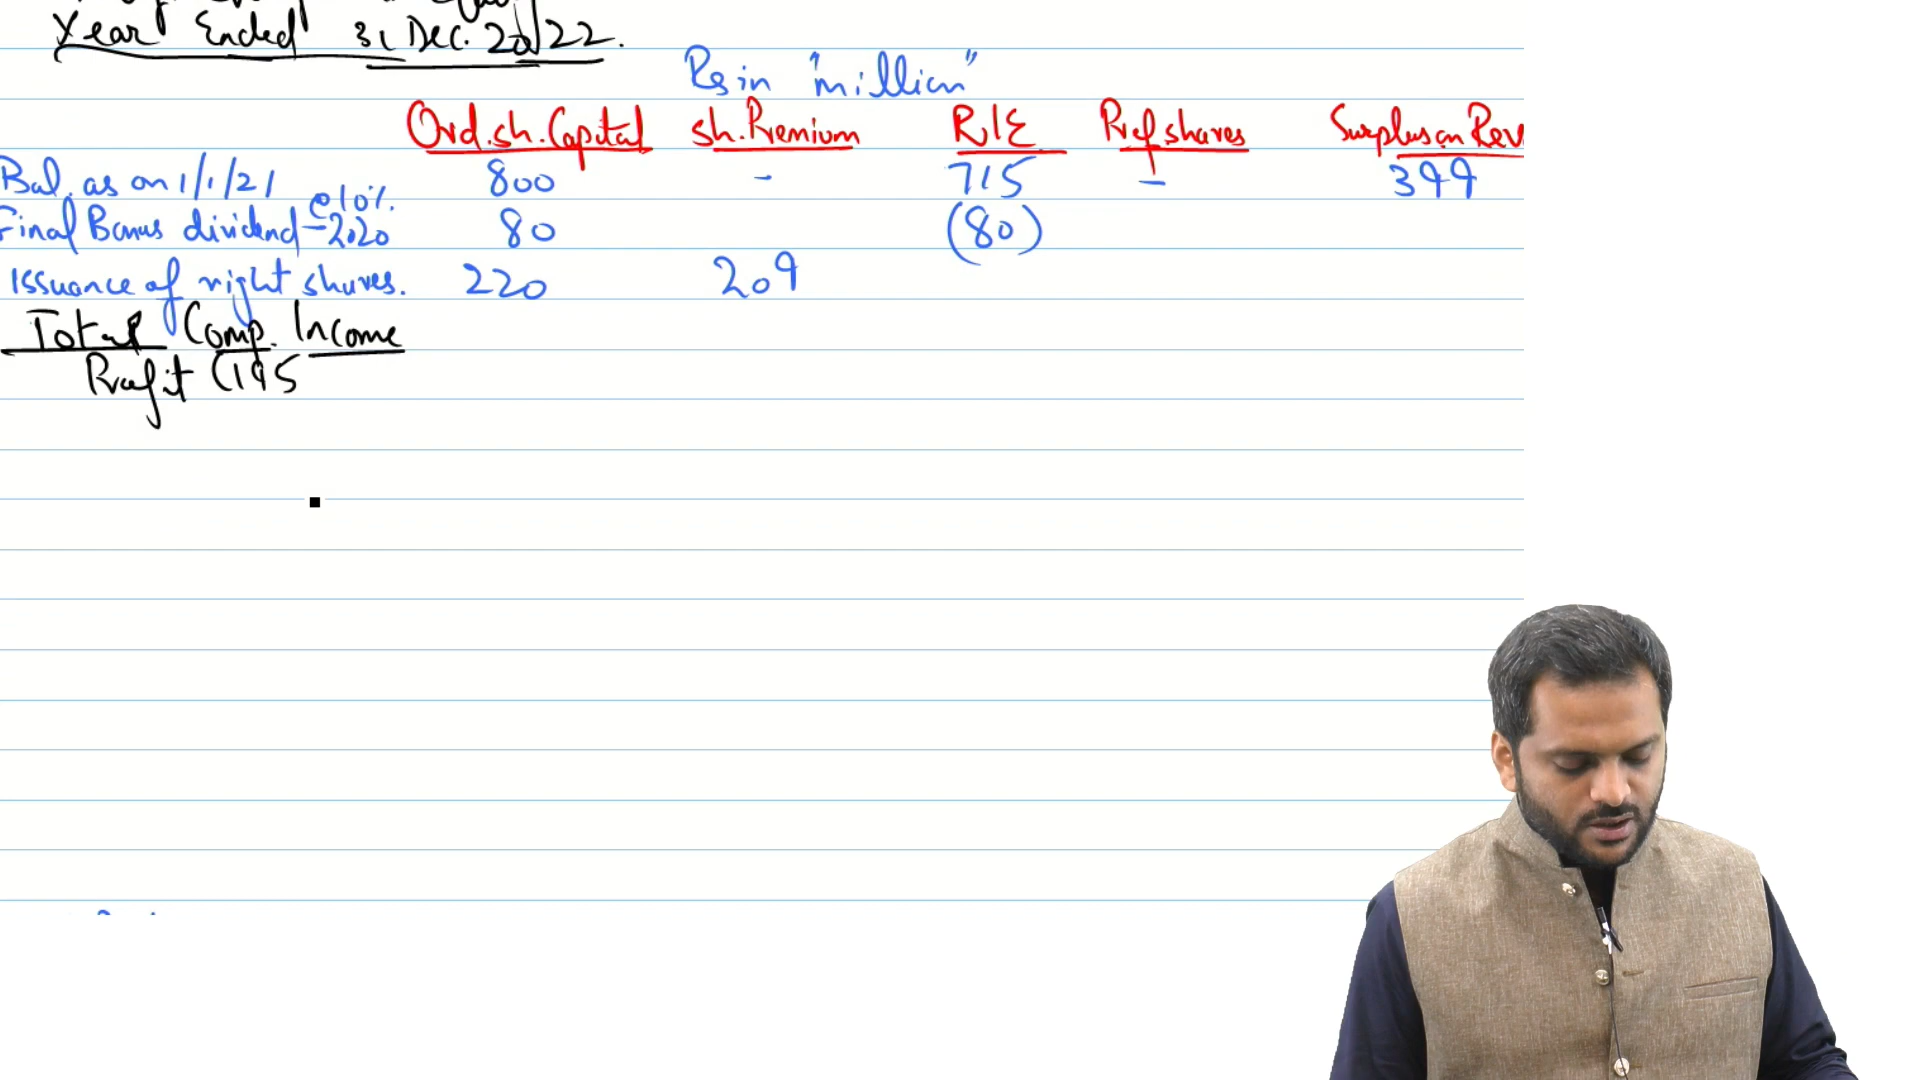 Year Ended 31 Dec. 2022.
Rs in "million"
Ord.sh.Capital sh.Premium R/E Pref shares Surplus on Rev
Bal. as on 1/1/21 800 - 715 - 399
@10%.
Final Bonus dividend-2020 80 (80)
Issuance of right shares. 220 209
Total Comp. Income
Profit (195